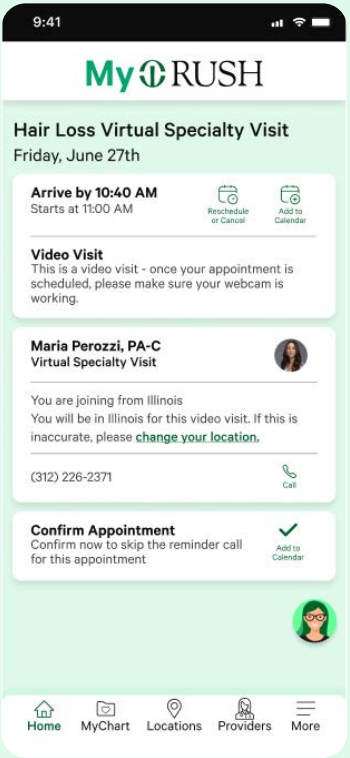 9:41
My RUSH
Hair Loss Virtual Specialty Visit
Friday, June 27th
Arrive by 10:40 AM
Starts at 11:00 AM
Reschedule
or Cancel
Add to
Calendar
Video Visit
This is a video visit - once your appointment is
scheduled, please make sure your webcam is
working.
Maria Perozzi, PA-C
Virtual Specialty Visit
You are joining from Illinois
You will be in Illinois for this video visit. If this is
inaccurate, please change your location.
(312) 226-2371
Call
Confirm Appointment
Confirm now to skip the reminder call
for this appointment
Add to
Calendar
Home
MyChart
Locations
Providers
More